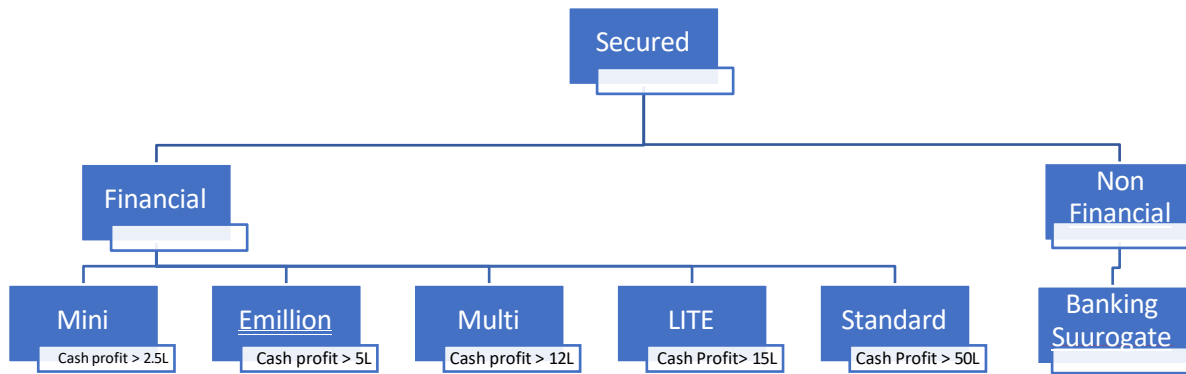 Secured
Financial
Non
Financial
Mini
Cash profit > 2.5L
Emillion
Cash profit > 5L
Multi
Cash profit > 12L
LITE
Cash Profit> 15L
Standard
Cash Profit > 50L
Banking
Suurogate